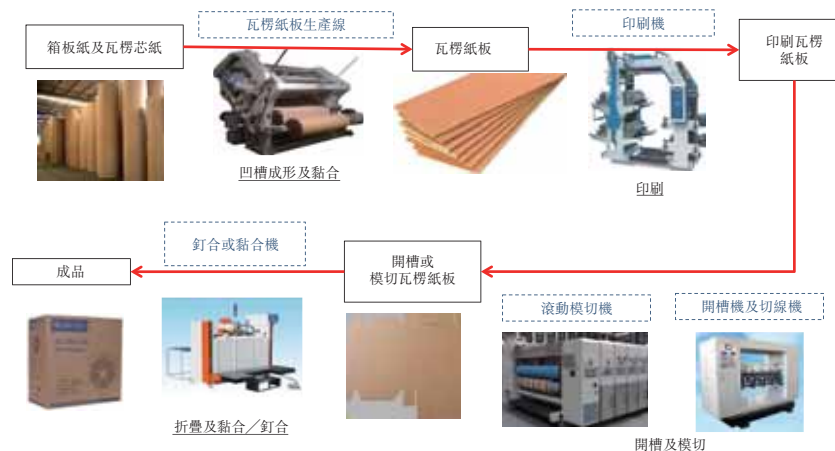 瓦楞紙板生產線
印刷機
箱板紙及瓦楞芯紙
瓦楞紙板
印刷瓦楞
紙板
凹槽成形及黏合
印刷
釘合或黏合機
開槽或
模切瓦楞紙板
成品
滾動模切機
開槽機及切線機
折疊及黏合／釘合
開槽及模切